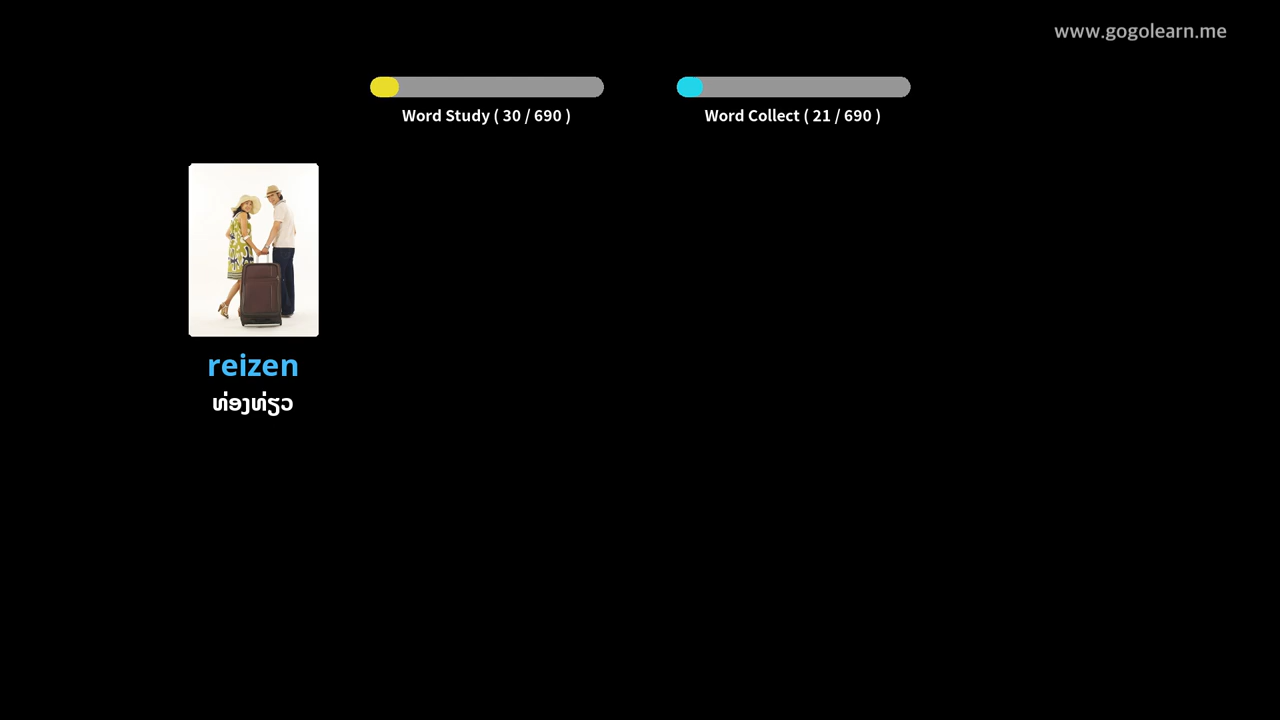 www.gogolearn.me
Word Study ( 30 / 690 )
Word Collect ( 21 / 690 )
reizen
ທ່ອງທ່ຽວ